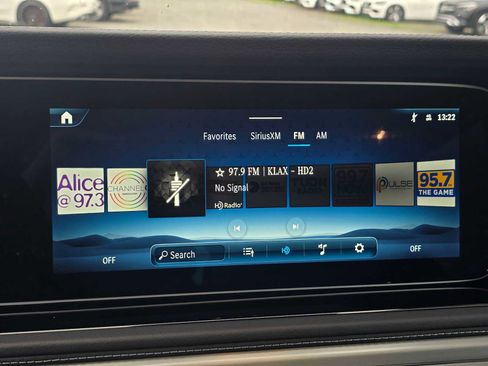 13:22
Favorites SiriusXM FM AM
Alice
@ 97.3
CHANNEL
☆ 97.9 FM | KLAX - HD2
No Signal
HD Radio
PULSE
95.7
THE GAME
OFF
Search
HD
OFF